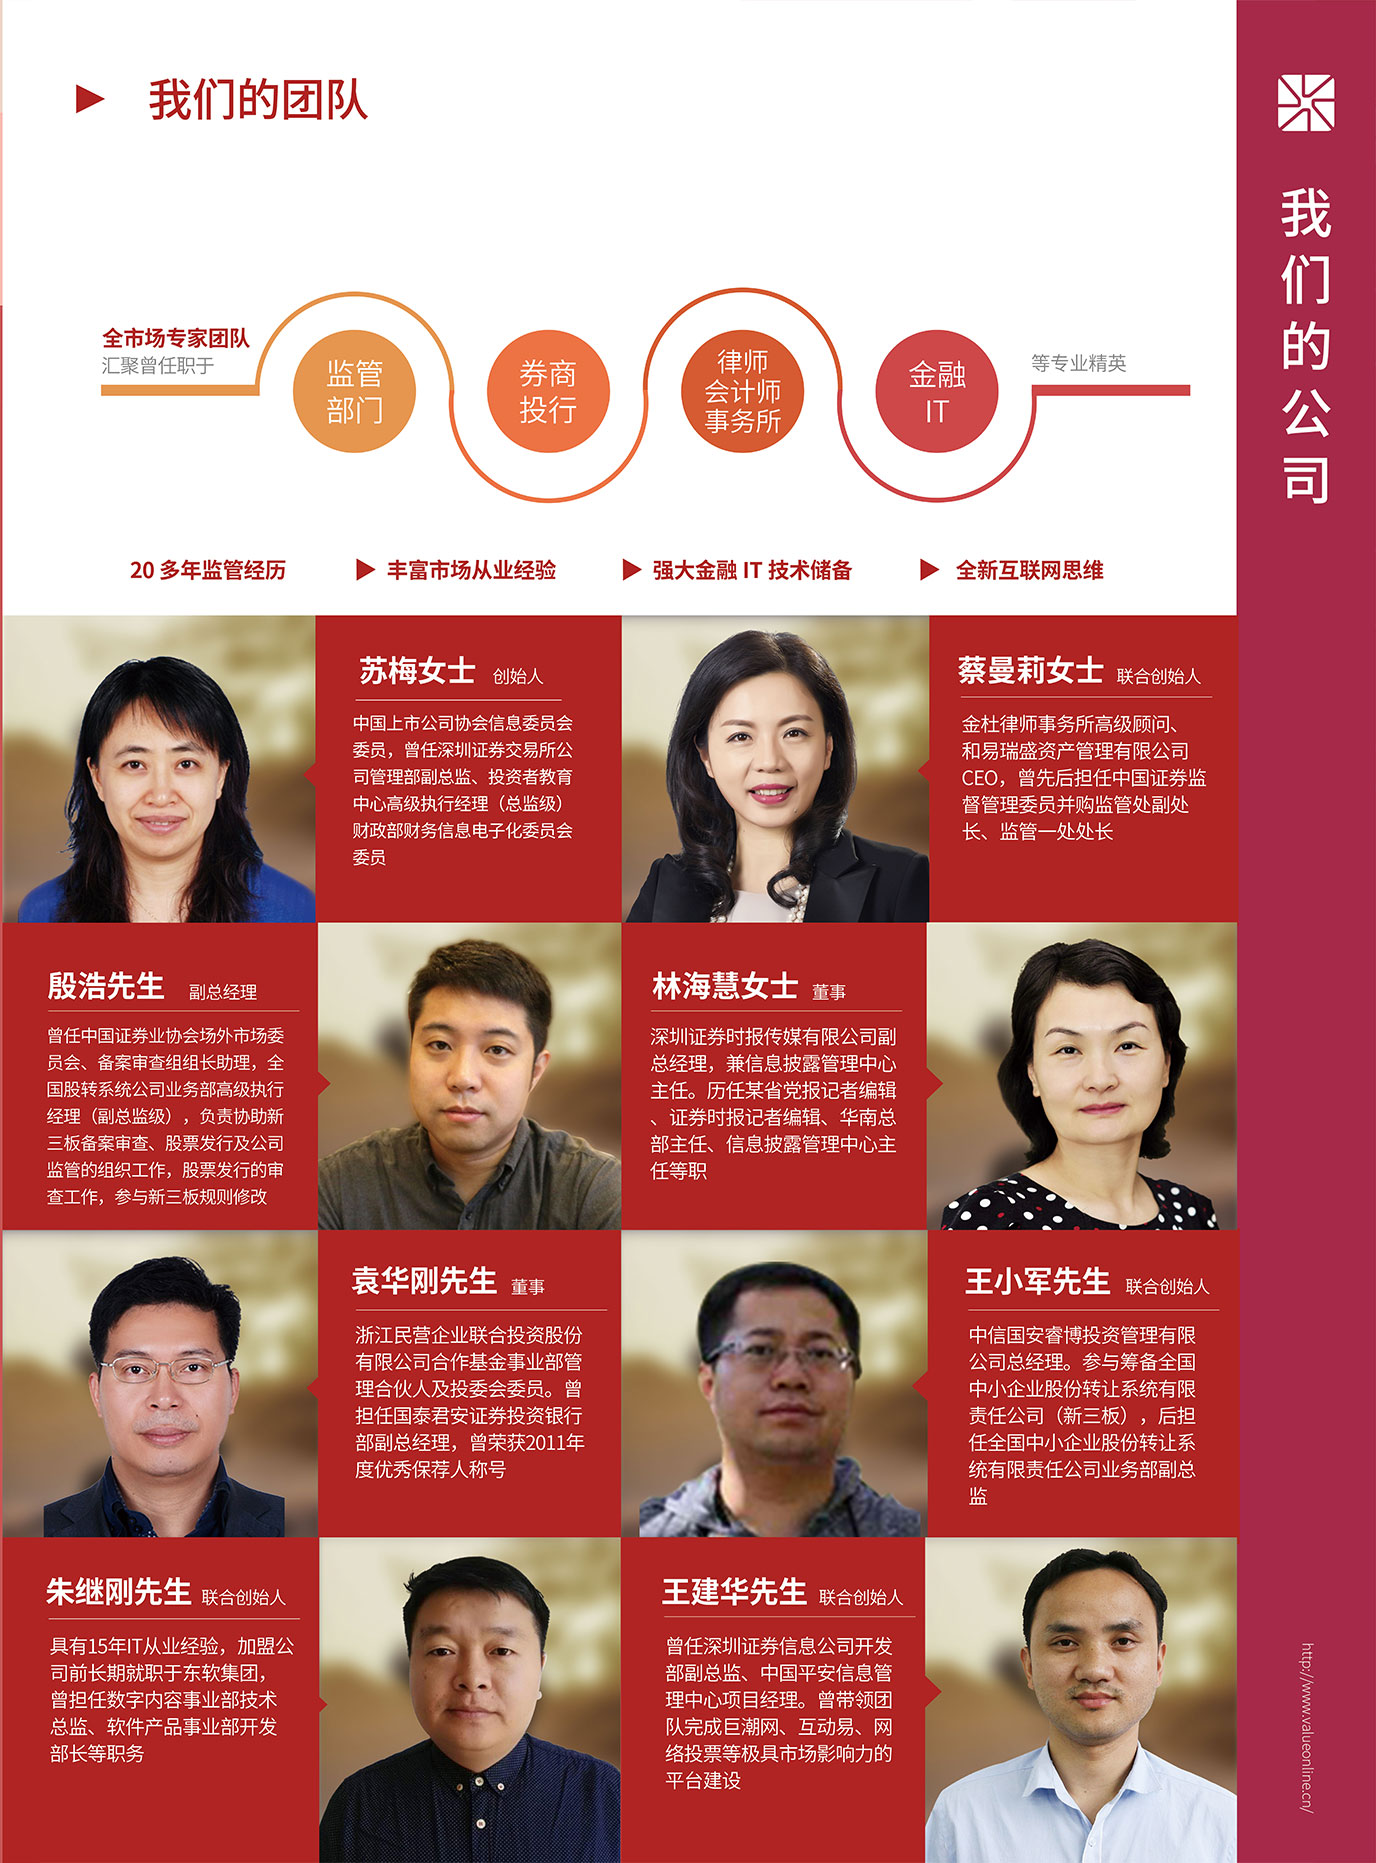 我们的团队
我们的公司
全市场专家团队
汇聚曾任职于
监管
部门
券商
投行
律师
会计师
事务所
金融
IT
等专业精英
20 多年监管经历
丰富市场从业经验
强大金融 IT 技术储备
全新互联网思维
苏梅女士 创始人
中国上市公司协会信息委员会
委员，曾任深圳证券交易所公
司管理部副总监、投资者教育
中心高级执行经理（总监级）
财政部财务信息电子化委员会
委员
蔡曼莉女士 联合创始人
金杜律师事务所高级顾问、
和易瑞盛资产管理有限公司
CEO，曾先后担任中国证券监
督管理委员并购监管处副处
长、监管一处处长
殷浩先生 副总经理
曾任中国证券业协会场外市场委
员会、备案审查组组长助理，全
国股转系统公司业务部高级执行
经理（副总监级），负责协助新
三板备案审查、股票发行及公司
监管的组织工作，股票发行的审
查工作，参与新三板规则修改
林海慧女士 董事
深圳证券时报传媒有限公司副
总经理，兼信息披露管理中心
主任。历任某省党报记者编辑
、证券时报记者编辑、华南总
部主任、信息披露管理中心主
任等职
袁华刚先生 董事
浙江民营企业联合投资股份
有限公司合作基金事业部管
理合伙人及投委会委员。曾
担任国泰君安证券投资银行
部副总经理，曾荣获2011年
度优秀保荐人称号
王小军先生 联合创始人
中信国安睿博投资管理有限
公司总经理。参与筹备全国
中小企业股份转让系统有限
责任公司（新三板），后担
任全国中小企业股份转让系
统有限责任公司业务部副总
监
朱继刚先生 联合创始人
具有15年IT从业经验，加盟公
司前长期就职于东软集团，
曾担任数字内容事业部技术
总监、软件产品事业部开发
部长等职务
王建华先生 联合创始人
曾任深圳证券信息公司开发
部副总监、中国平安信息管
理中心项目经理。曾带领团
队完成巨潮网、互动易、网
络投票等极具市场影响力的
平台建设
http://www.valueonline.cn/